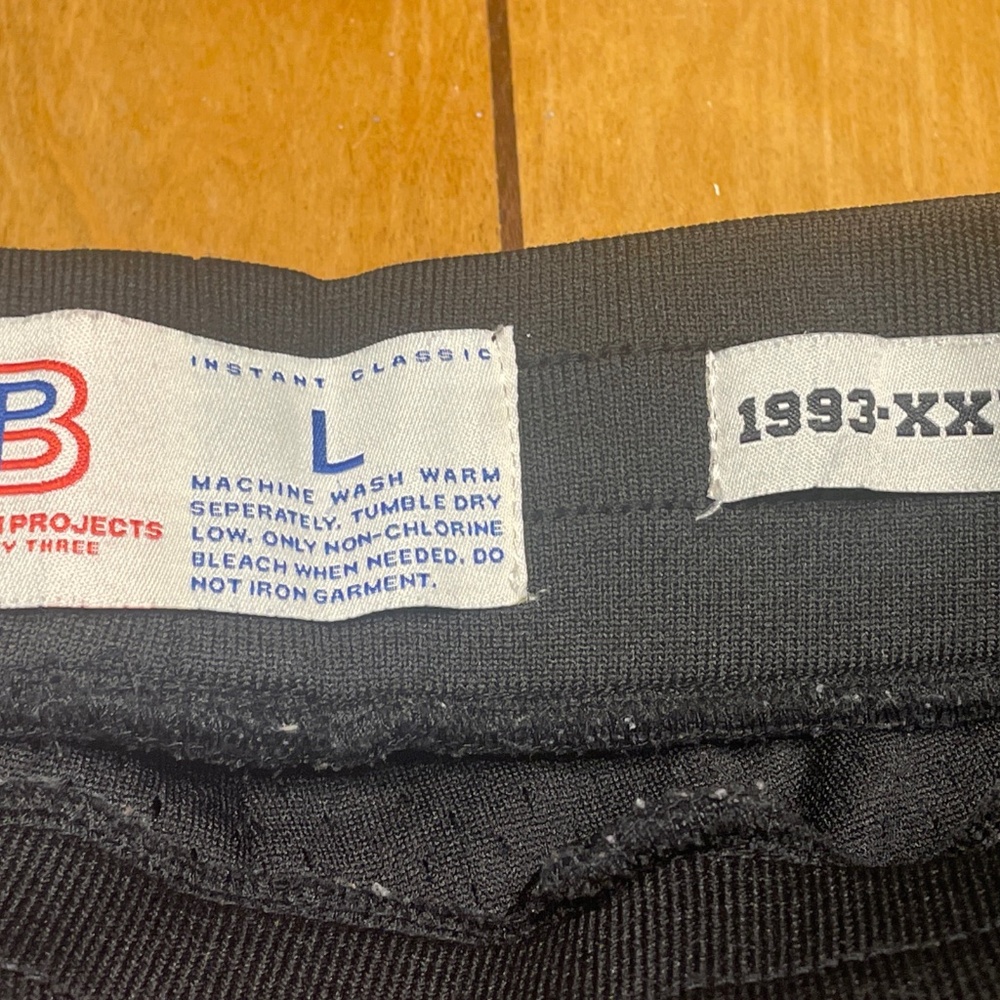 B
PROJECTS
Y THREE
INSTANT CLASSIC
L
MACHINE WASH WARM
SEPERATELY, TUMBLE DRY
LOW. ONLY NON-CHLORINE
BLEACH WHEN NEEDED. DO
NOT IRON GARMENT.
1993-XX